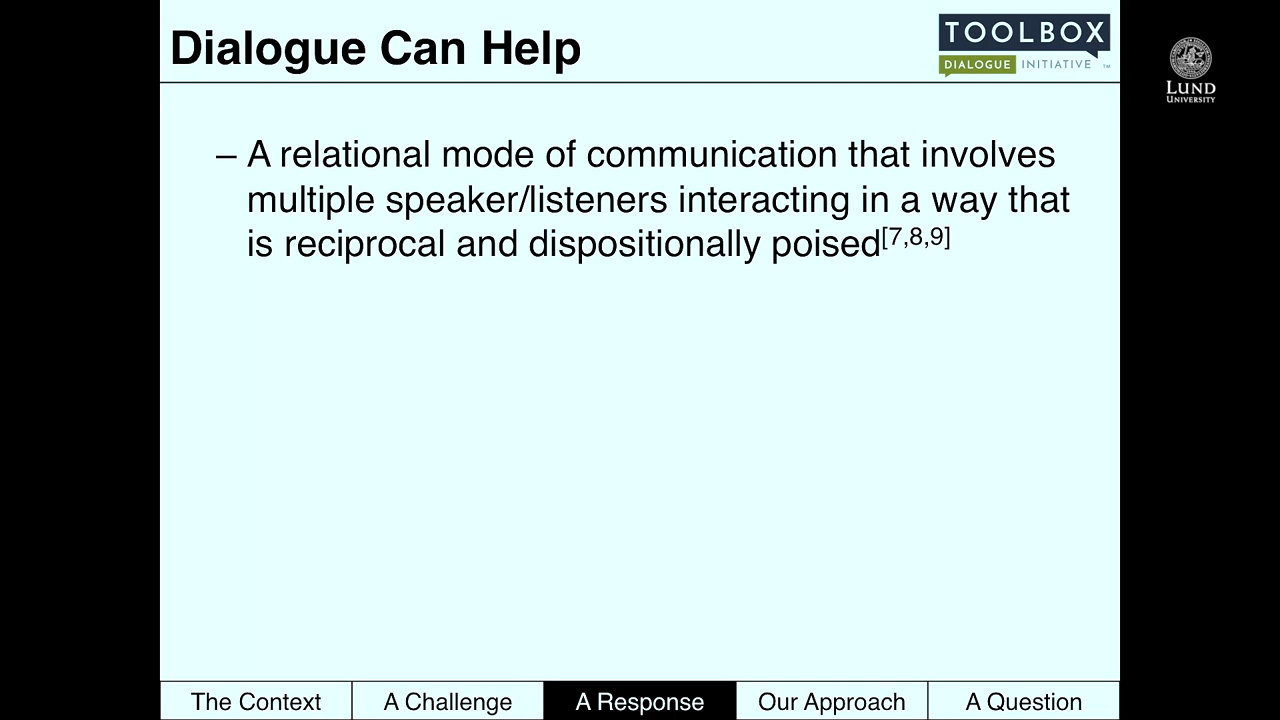 Dialogue Can Help
TOOLBOX
DIALOGUE INITIATIVE ™
LUND
UNIVERSITY
– A relational mode of communication that involves
multiple speaker/listeners interacting in a way that
is reciprocal and dispositionally poised[7,8,9]
The Context
A Challenge
A Response
Our Approach
A Question